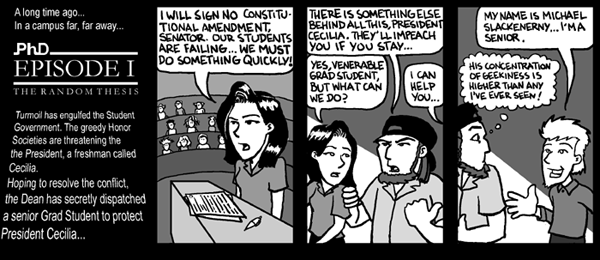 A long time ago...
In a campus far, far away...
.PhD
EPISODE I
THE RANDOM THESIS
Turmoil has engulfed the Student
Government. The greedy Honor
Societies are threatening the
the President, a freshman called
Cecilia.
Hoping to resolve the conflict,
the Dean has secretly dispatched
a senior Grad Student to protect
President Cecilia...
I WILL SIGN NO CONSTITU-
TIONAL AMENDMENT,
SENATOR. OUR STUDENTS
ARE FAILING... WE MUST
DO SOMETHING QUICKLY!
THERE IS SOMETHING ELSE
BEHIND ALL THIS, PRESIDENT
CECILIA. THEY'LL IMPEACH
YOU IF YOU STAY...
YES, VENERABLE
GRAD STUDENT,
BUT WHAT CAN
WE DO?
I CAN
HELP
YOU...
MY NAME IS MICHAEL
SLACKENERNY... I'M A
SENIOR.
HIS CONCENTRATION
OF GEEKINESS IS
HIGHER THAN ANY
I'VE EVER SEEN!